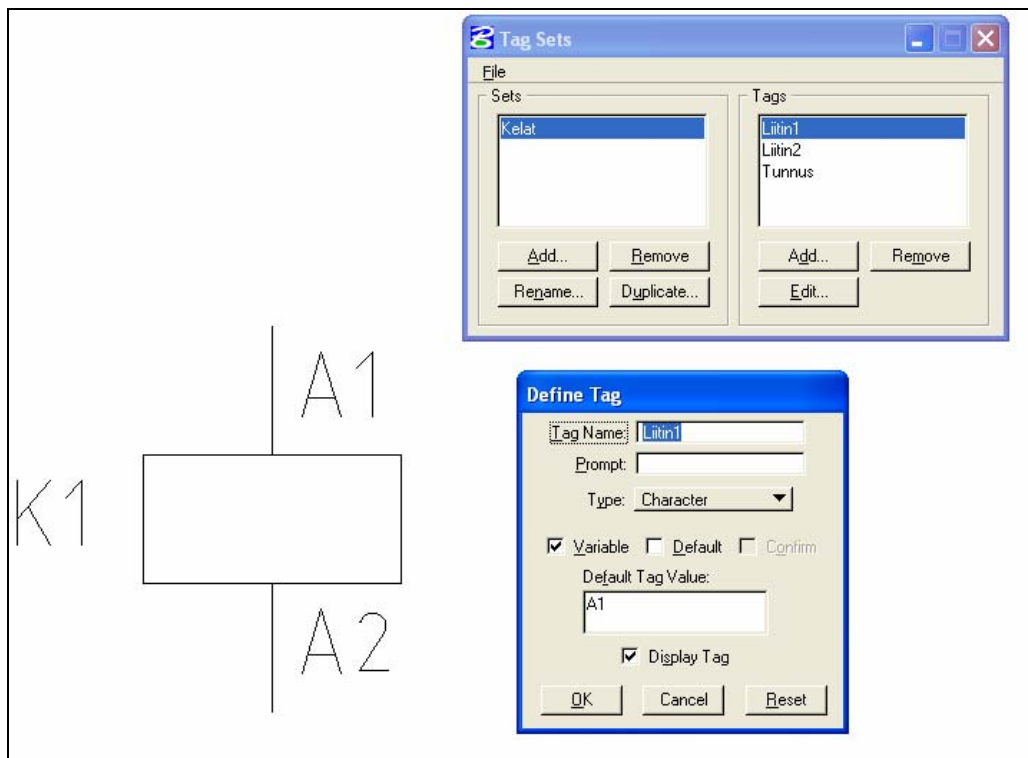 Tag Sets
File
Sets
Kelat
Add...
Remove
Rename...
Duplicate...
Tags
Liitin1
Liitin2
Tunnus
Add...
Remove
Edit...
A1
K1
A2
Define Tag
Tag Name: Liitin1
Prompt:
Type: Character
Variable Default Confirm
Default Tag Value:
A1
Display Tag
OK Cancel Reset